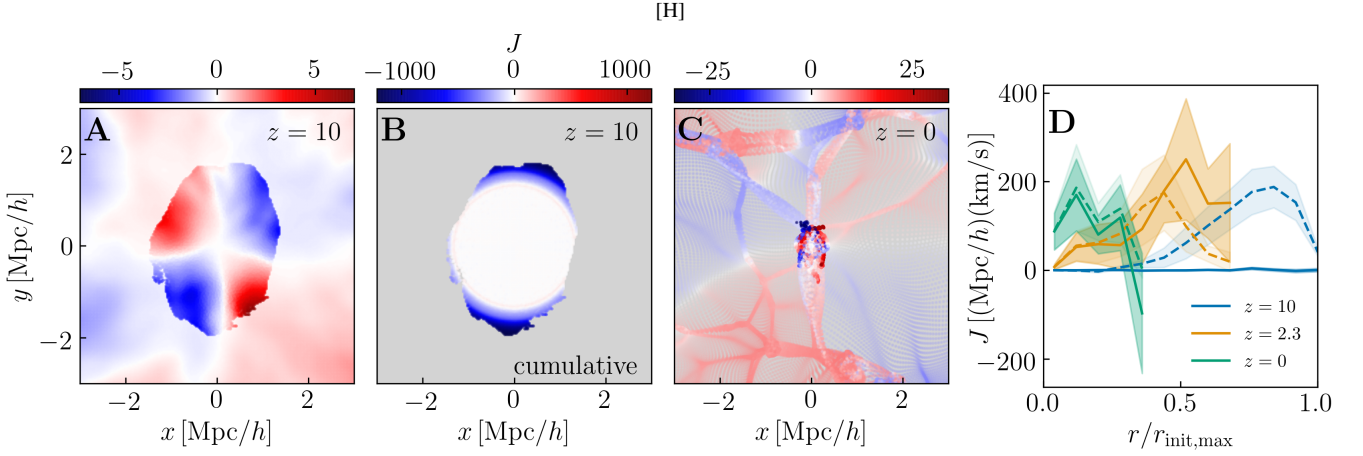 [H]
J
−5 0 5
−1000 0 1000
−25 0 25
A z = 10
B z = 10
C z = 0
D
2
0
−2
y [Mpc/h]
cumulative
−2 0 2
−2 0 2
−2 0 2
x [Mpc/h]
x [Mpc/h]
x [Mpc/h]
J [(Mpc/h)(km/s)]
400
200
0
−200
z = 10
z = 2.3
z = 0
0.0 0.5 1.0
r/r_init,max